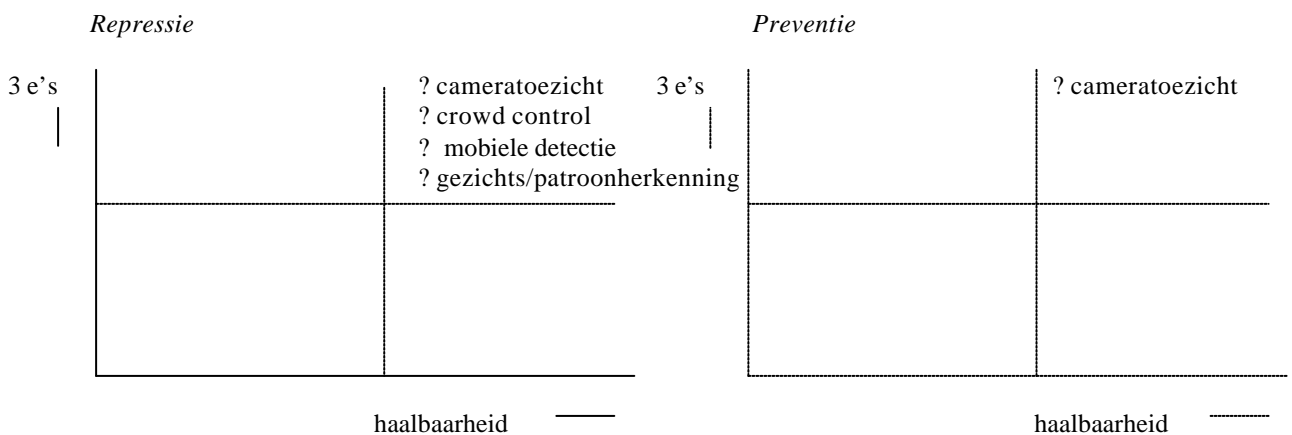 Repressie
3 e's
? cameratoezicht
? crowd control
? mobiele detectie
? gezichts/patroonherkenning
haalbaarheid
Preventie
3 e's
? cameratoezicht
haalbaarheid